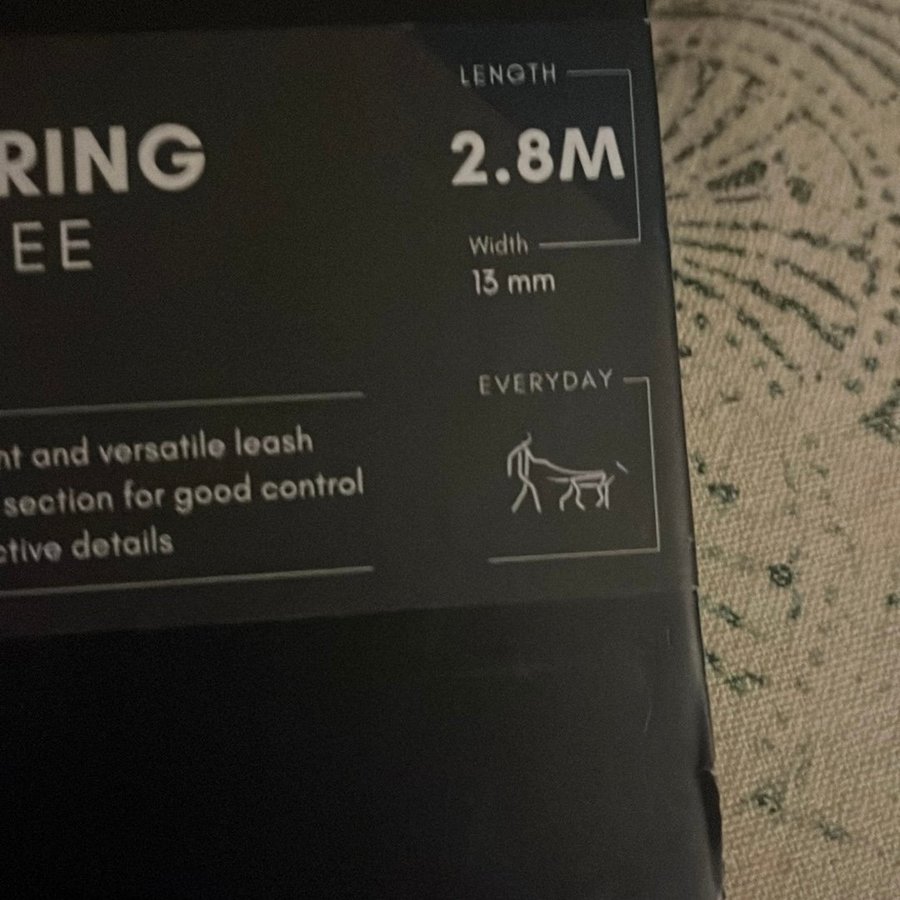 RING
EE
LENGTH
2.8M
Width
13 mm
EVERYDAY
nt and versatile leash
section for good control
ctive details